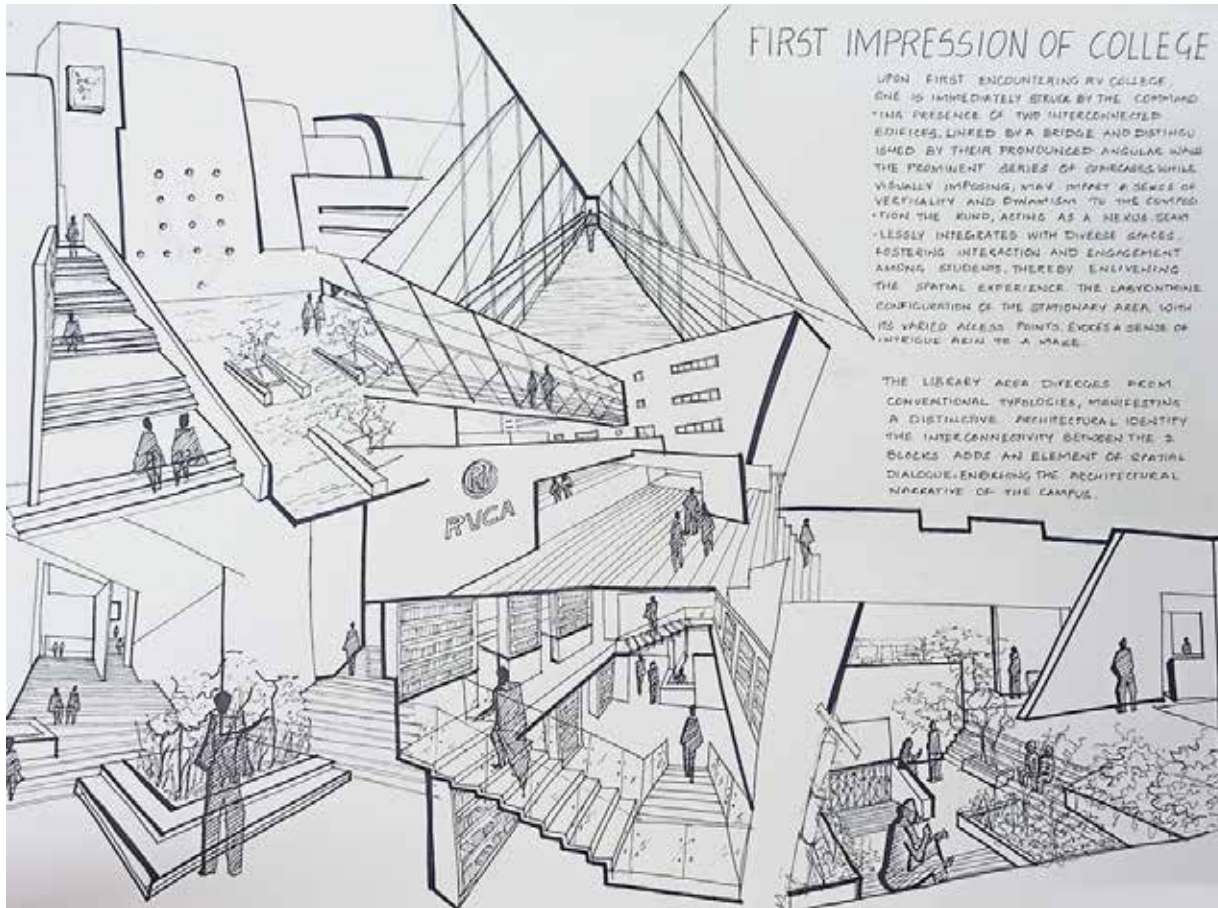 FIRST IMPRESSION OF COLLEGE
UPON FIRST ENCOUNTERING RV COLLEGE
ONE IS IMMEDIATELY STRUCK BY THE COMMAND
-ING PRESENCE OF TWO INTERCONNECTED
EDIFICES, LINKED BY A BRIDGE AND DISTINGU
ISHED BY THEIR PRONOUNCED ANGULAR WALLS
THE PROMINENT SERIES OF STAIRCASES, WHILE
VISUALLY IMPOSING, MAY IMPART A SENCE OF
VERTICALITY AND DYNAMISM TO THE COMPOSI
-TION THE KUND, ACTING AS A NEXUS SEAM
-LESSLY INTEGRATES WITH DIVERSE SPACES,
FOSTERING INTERACTION AND ENGAGEMENT
AMONG STUDENTS, THEREBY ENLIVENING
THE SPATIAL EXPERIENCE THE LABYRINTHINE
CONFIGURATION OF THE STATIONARY AREA, WITH
ITS VARIED ACCESS POINTS, EVOKES A SENSE OF
INTRIGUE AKIN TO A MAKE.
THE LIBRARY AREA DIVERGES FROM
CONVENTIONAL TYPOLOGIES, MANIFESTING
A DISTINCTIVE ARCHITECTURAL IDENTITY
THE INTERCONNECTIVITY BETWEEN THE 2
BLOCKS ADDS AN ELEMENT OF SPATIAL
DIALOGUE, ENRICHING THE ARCHITECTURAL
NARRATIVE OF THE CAMPUS.
RVCA